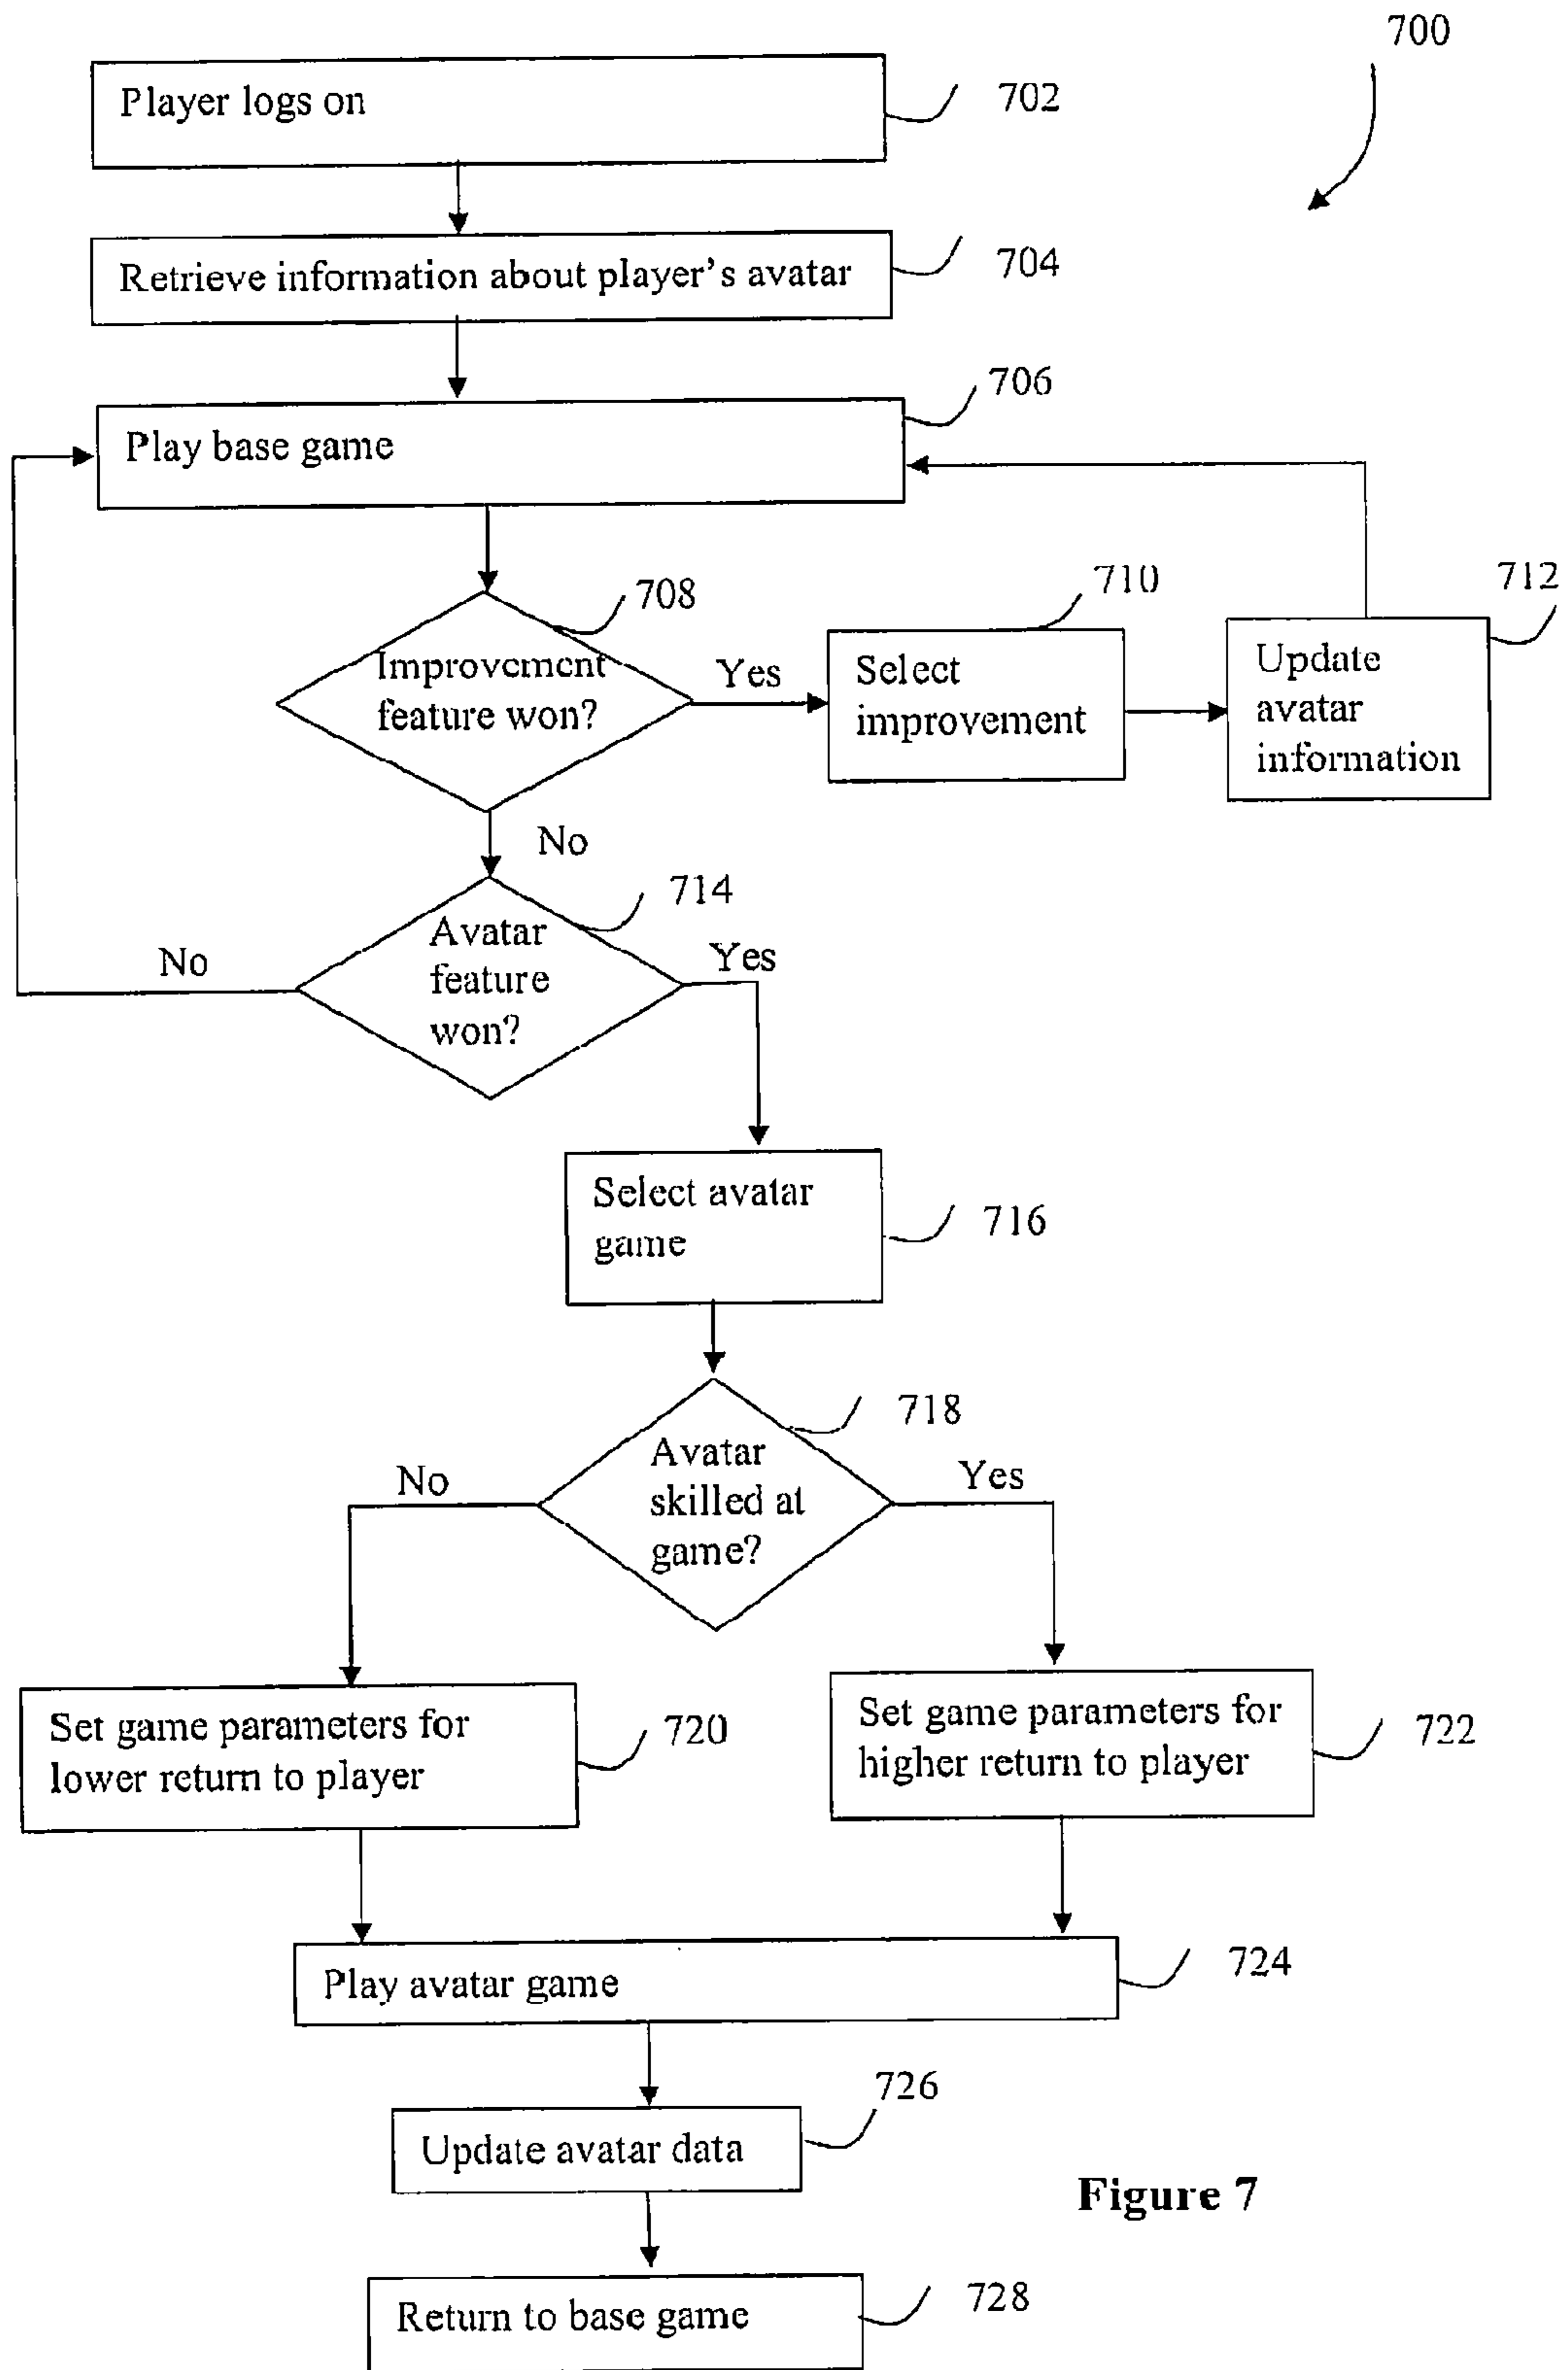 700
Player logs on
702
Retrieve information about player's avatar
704
706
Play base game
708
710
712
Improvement
feature won?
Yes
Select
improvement
Update
avatar
information
No
714
Avatar
feature
won?
No
Yes
Select avatar
game
716
718
Avatar
skilled at
game?
No
Yes
Set game parameters for
lower return to player
720
Set game parameters for
higher return to player
722
Play avatar game
724
726
Update avatar data
Figure 7
Return to base game
728